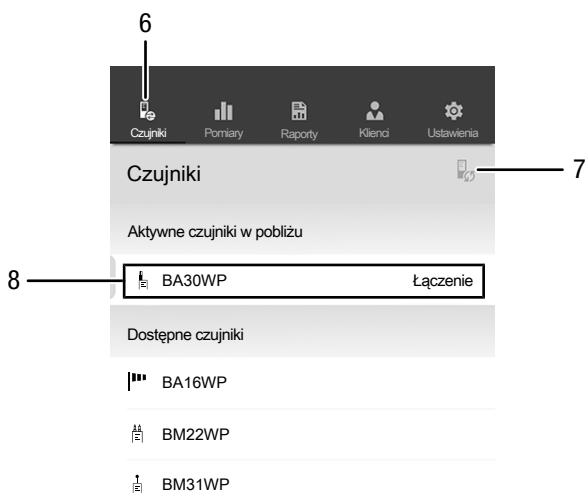 6
Czujniki Pomiary Raporty Klienci Ustawienia
Czujniki
7
Aktywne czujniki w pobliżu
8
BA30WP Łączenie
Dostępne czujniki
BA16WP
BM22WP
BM31WP